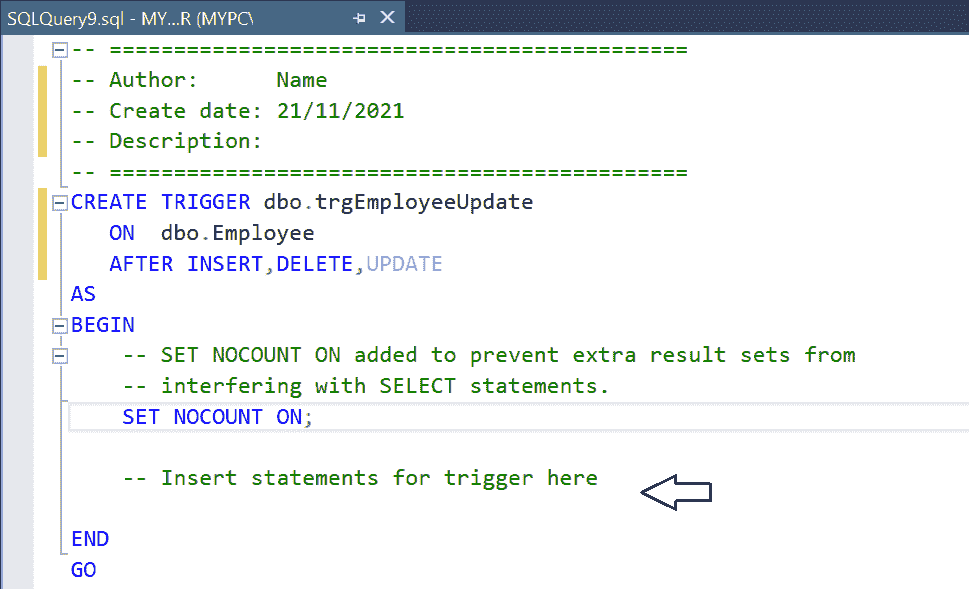 SQLQuery9.sql - MY...R (MYPC\
-- =============================================
-- Author:      Name
-- Create date: 21/11/2021
-- Description:
-- =============================================
CREATE TRIGGER dbo.trgEmployeeUpdate
   ON  dbo.Employee
   AFTER INSERT,DELETE,UPDATE
AS
BEGIN
    -- SET NOCOUNT ON added to prevent extra result sets from
    -- interfering with SELECT statements.
    SET NOCOUNT ON;
    -- Insert statements for trigger here
END
GO